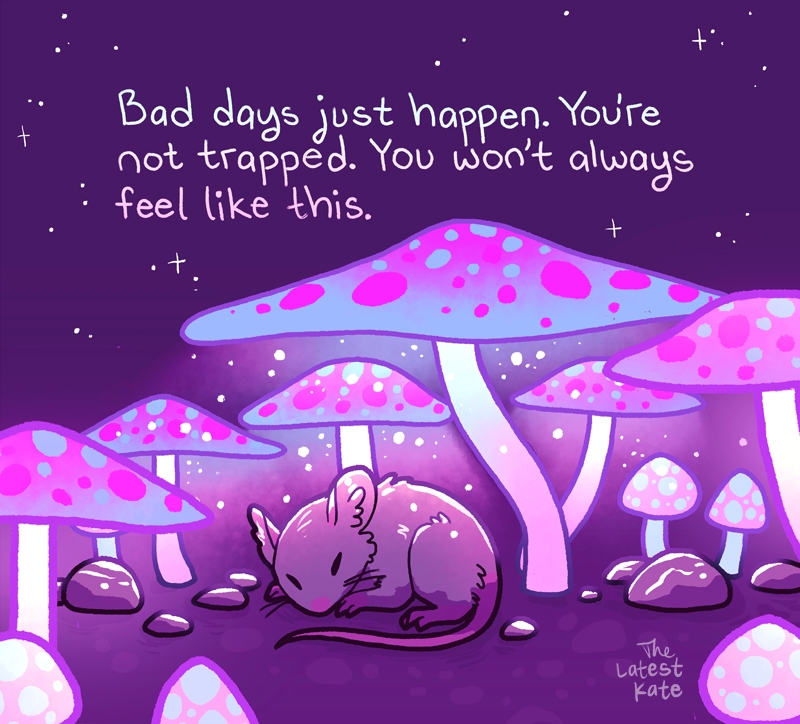 Bad days just happen. You're
not trapped. You won't always
feel like this.
The
Latest
Kate